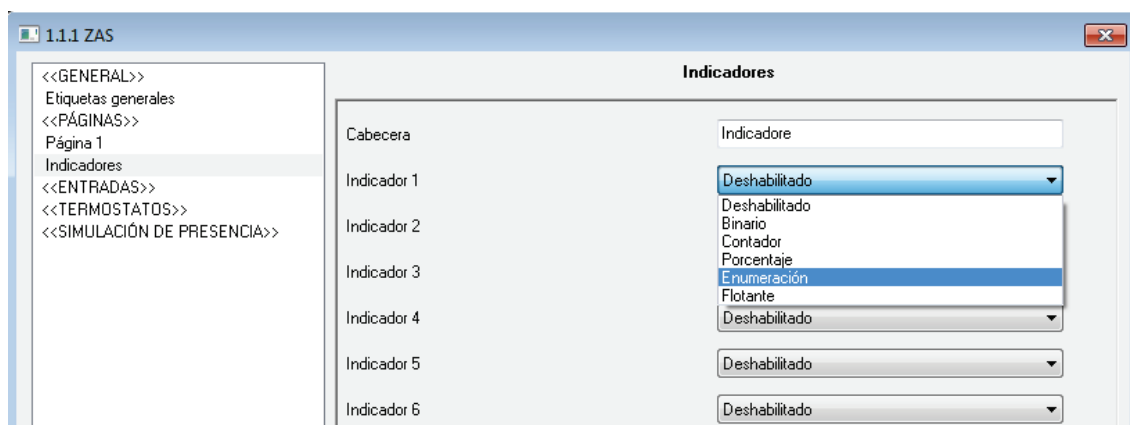 1.1.1 ZAS
<<GENERAL>>
Etiquetas generales
<<PÁGINAS>>
Página 1
Indicadores
<<ENTRADAS>>
<<TERMOSTATOS>>
<<SIMULACIÓN DE PRESENCIA>>
Indicadores
Cabecera Indicadore
Indicador 1 Deshabilitado
Deshabilitado
Binario
Contador
Porcentaje
Enumeración
Flotante
Indicador 2
Indicador 3
Indicador 4 Deshabilitado
Indicador 5 Deshabilitado
Indicador 6 Deshabilitado